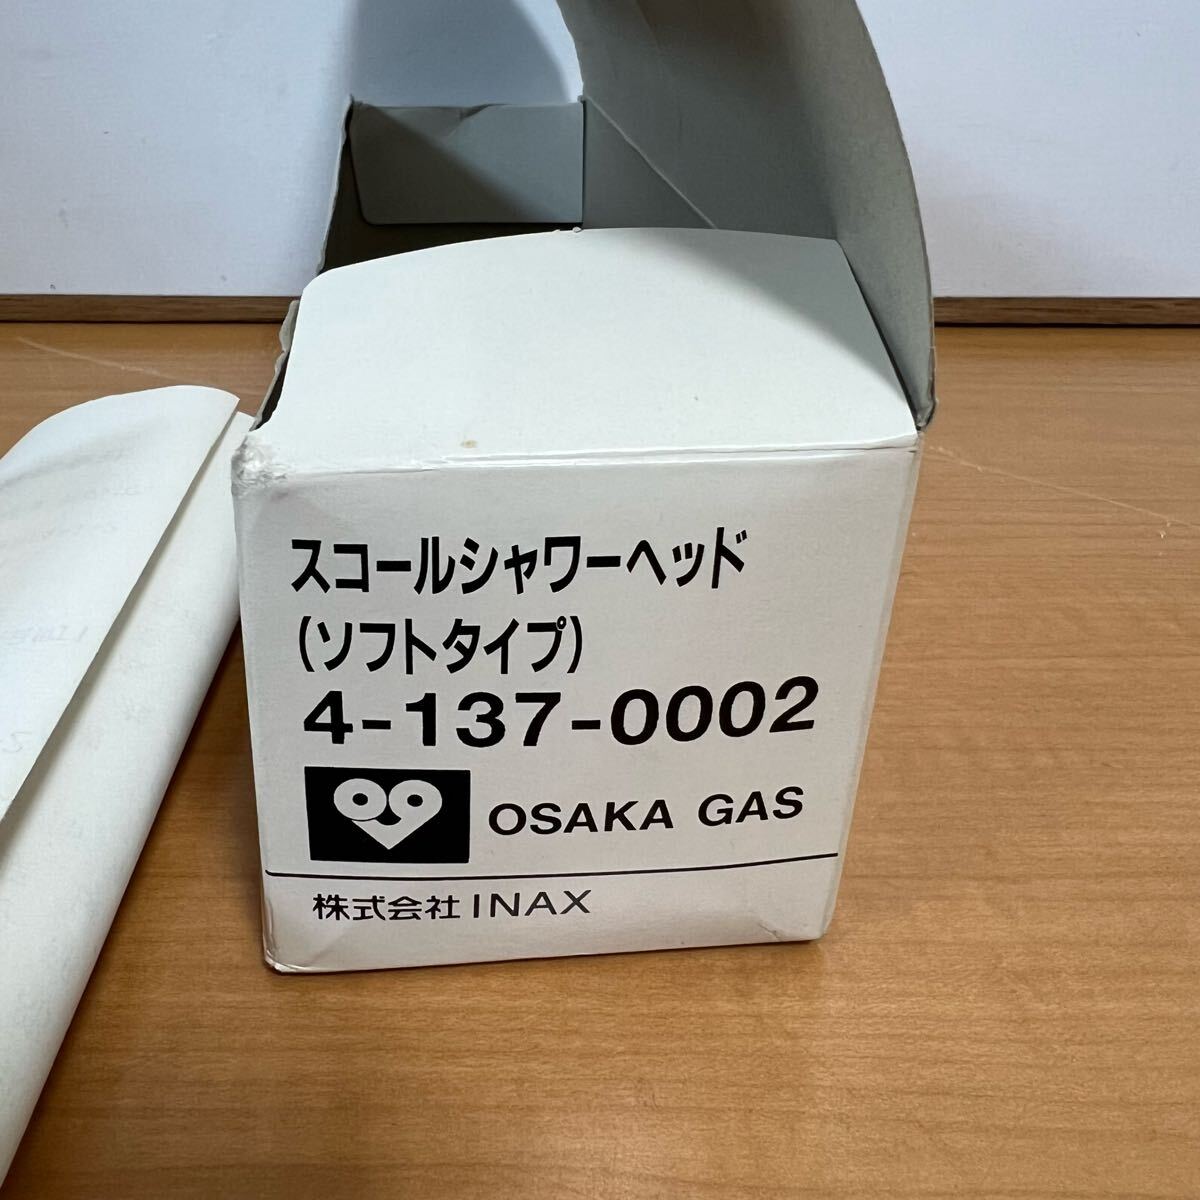 スコールシャワーヘッド
(ソフトタイプ)
4-137-0002
OSAKA GAS
株式会社INAX